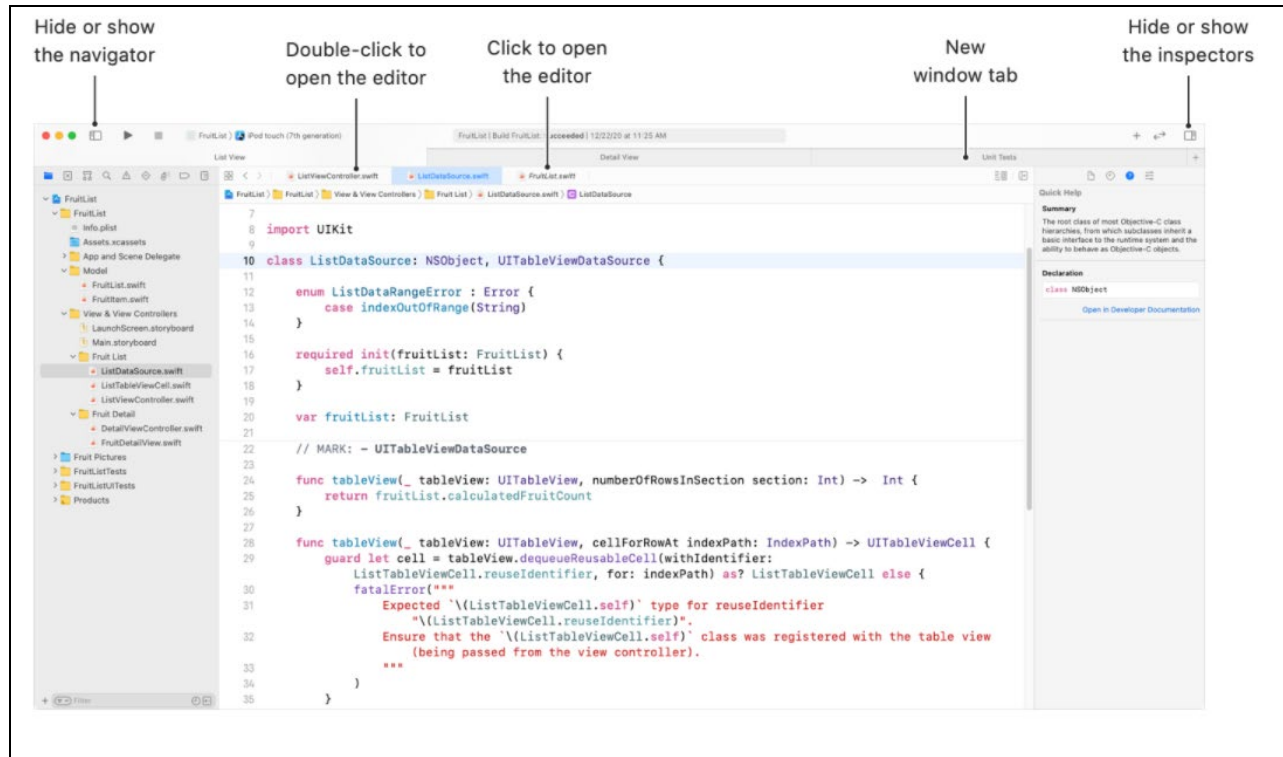 Hide or show
the navigator
Double-click to
open the editor
Click to open
the editor
New
window tab
Hide or show
the inspectors
FruitList 〉 iPod touch (7th generation)
FruitList | Build FruitList: Succeeded | 12/22/20 at 11:25 AM
List View
Detail View
Unit Tests
ListViewController.swift
ListDataSource.swift
FruitList.swift
FruitList 〉 FruitList 〉 View & View Controllers 〉 Fruit List 〉 ListDataSource.swift 〉 ListDataSource
FruitList
FruitList
Info.plist
Assets.xcassets
App and Scene Delegate
Model
FruitList.swift
FruitItem.swift
View & View Controllers
LaunchScreen.storyboard
Main.storyboard
Fruit List
ListDataSource.swift
ListTableViewCell.swift
ListViewController.swift
Fruit Detail
DetailViewController.swift
FruitDetailView.swift
Fruit Pictures
FruitListTests
FruitListUITests
Products
Filter
7
8 import UIKit
9
10 class ListDataSource: NSObject, UITableViewDataSource {
11
12 enum ListDataRangeError : Error {
13 case indexOutOfRange(String)
14 }
15
16 required init(fruitList: FruitList) {
17 self.fruitList = fruitList
18 }
19
20 var fruitList: FruitList
21
22 // MARK: - UITableViewDataSource
23
24 func tableView(_ tableView: UITableView, numberOfRowsInSection section: Int) -> Int {
25 return fruitList.calculatedFruitCount
26 }
27
28 func tableView(_ tableView: UITableView, cellForRowAt indexPath: IndexPath) -> UITableViewCell {
29 guard let cell = tableView.dequeueReusableCell(withIdentifier:
ListTableViewCell.reuseIdentifier, for: indexPath) as? ListTableViewCell else {
30 fatalError("""
31 Expected `\(ListTableViewCell.self)` type for reuseIdentifier
"\(ListTableViewCell.reuseIdentifier)".
32 Ensure that the `\(ListTableViewCell.self)` class was registered with the table view
(being passed from the view controller).
33 """
34 )
35 }
Quick Help
Summary
The root class of most Objective-C class
hierarchies, from which subclasses inherit a
basic interface to the runtime system and the
ability to behave as Objective-C objects.
Declaration
class NSObject
Open in Developer Documentation